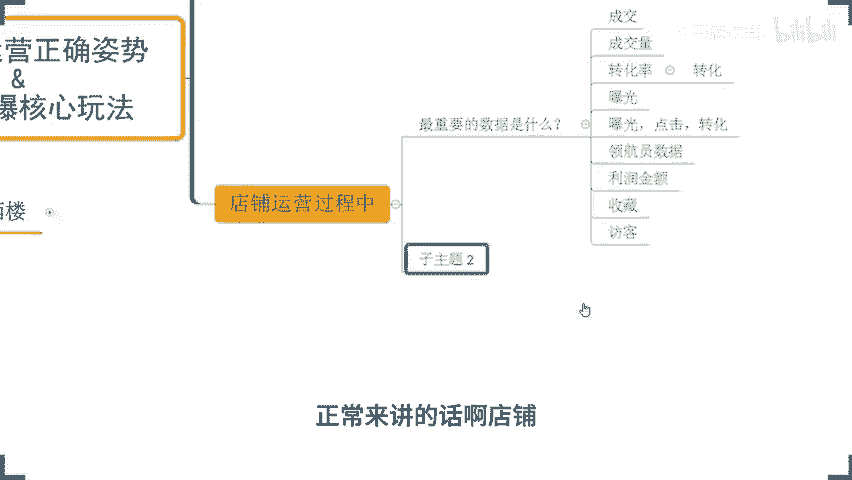 营正确姿势
&
爆核心玩法
楼
店铺运营过程中
最重要的数据是什么？
子主题 2
成交
成交量
转化率
转化
曝光
曝光，点击，转化
领航员数据
利润金额
收藏
访客
bilibili
正常来讲的话啊店铺